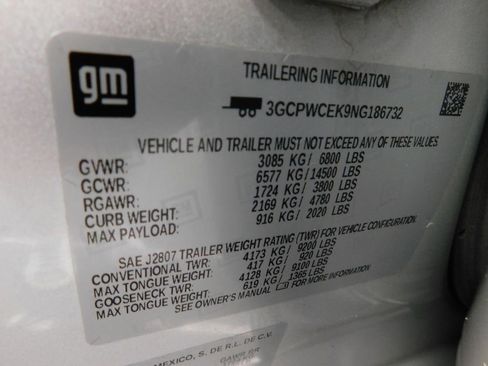 gm
TRAILERING INFORMATION
3GCPWCEK9NG186732
VEHICLE AND TRAILER MUST NOT EXCEED ANY OF THESE VALUES
GVWR: 3085 KG/ 6800 LBS
GCWR: 6577 KG/14500 LBS
RGAWR: 1724 KG/ 3800 LBS
CURB WEIGHT: 2169 KG/ 4780 LBS
MAX PAYLOAD: 916 KG/ 2020 LBS
SAE J2807 TRAILER WEIGHT RATING (TWR) FOR VEHICLE CONFIGURATION
CONVENTIONAL TWR: 4173 KG/ 9200 LBS
MAX TONGUE WEIGHT: 417 KG/ 920 LBS
GOOSENECK TWR: 4128 KG/ 9100 LBS
MAX TONGUE WEIGHT: 619 KG/ 1365 LBS
SEE OWNER'S MANUAL FOR MORE INFORMATION
MEXICO, S. DE R.L. DE C.V.
GAWR RR